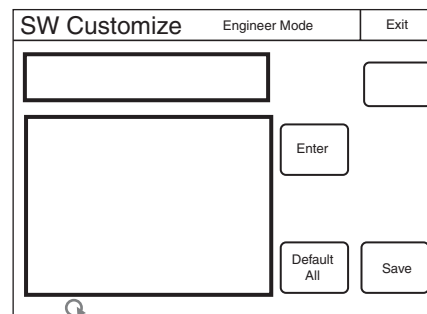 SW Customize Engineer Mode Exit
Enter
Default
All
Save